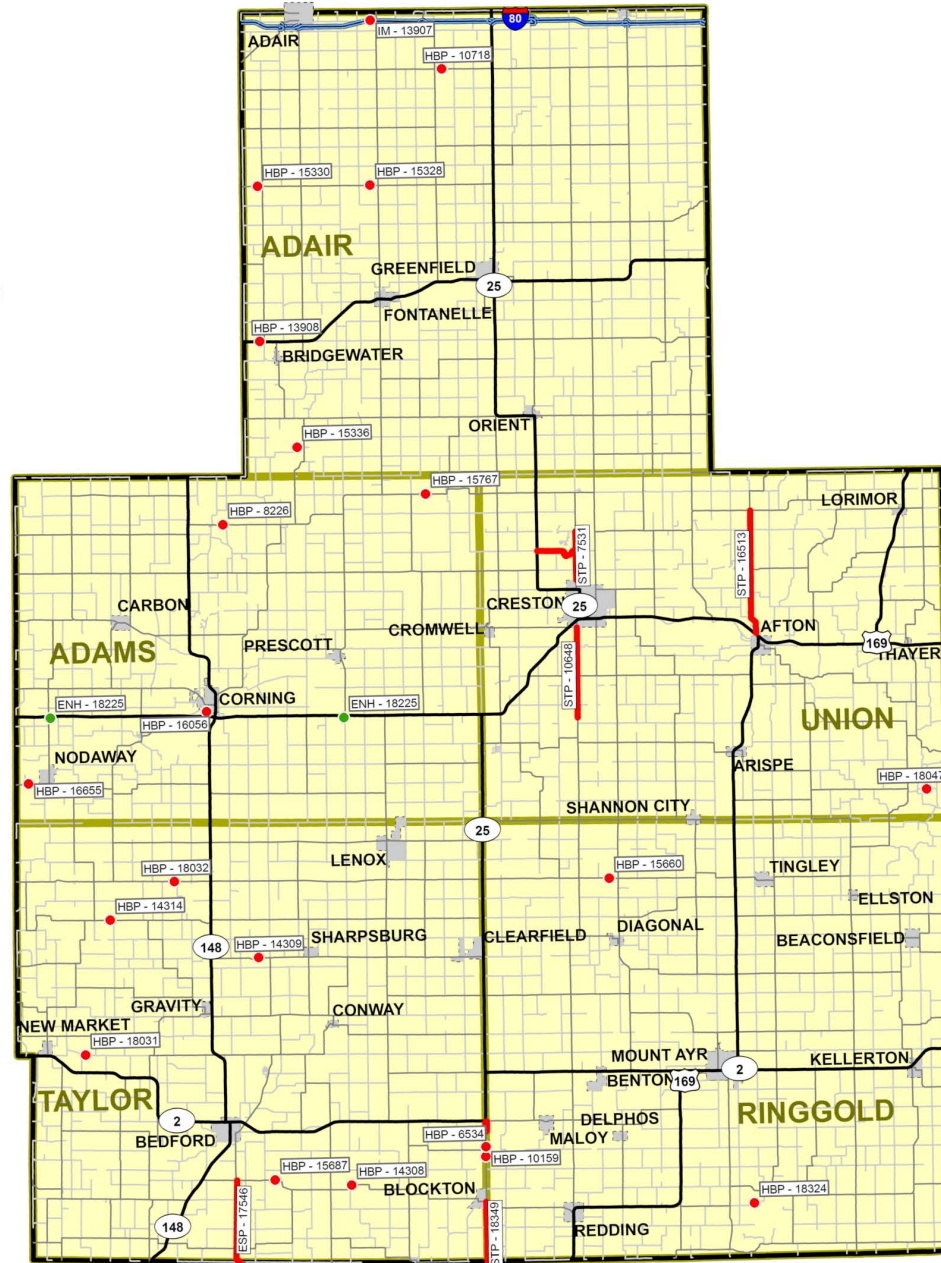 80
ADAIR
IM - 13907
HBP - 10718
HBP - 15330
HBP - 15328
ADAIR
GREENFIELD
25
FONTANELLE
HBP - 13908
BRIDGEWATER
ORIENT
HBP - 15336
HBP - 15767
HBP - 8226
LORIMOR
STP - 7531
STP - 16513
CARBON
CRESTON
25
CROMWELL
AFTON
169
THAYER
ADAMS
PRESCOTT
STP - 10648
CORNING
ENH - 18225
ENH - 18225
HBP - 16056
UNION
NODAWAY
ARISPE
HBP - 16655
HBP - 18047
SHANNON CITY
25
LENOX
HBP - 18032
HBP - 15660
TINGLEY
ELLSTON
HBP - 14314
148
HBP - 14309
SHARPSBURG
CLEARFIELD
DIAGONAL
BEACONSFIELD
GRAVITY
CONWAY
NEW MARKET
HBP - 18031
MOUNT AYR
KELLERTON
BENTON
169
2
TAYLOR
2
BEDFORD
HBP - 6534
DELPHOS
MALOY
RINGGOLD
HBP - 10159
HBP - 15687
HBP - 14308
BLOCKTON
HBP - 18324
148
ESP - 17546
STP - 18349
REDDING